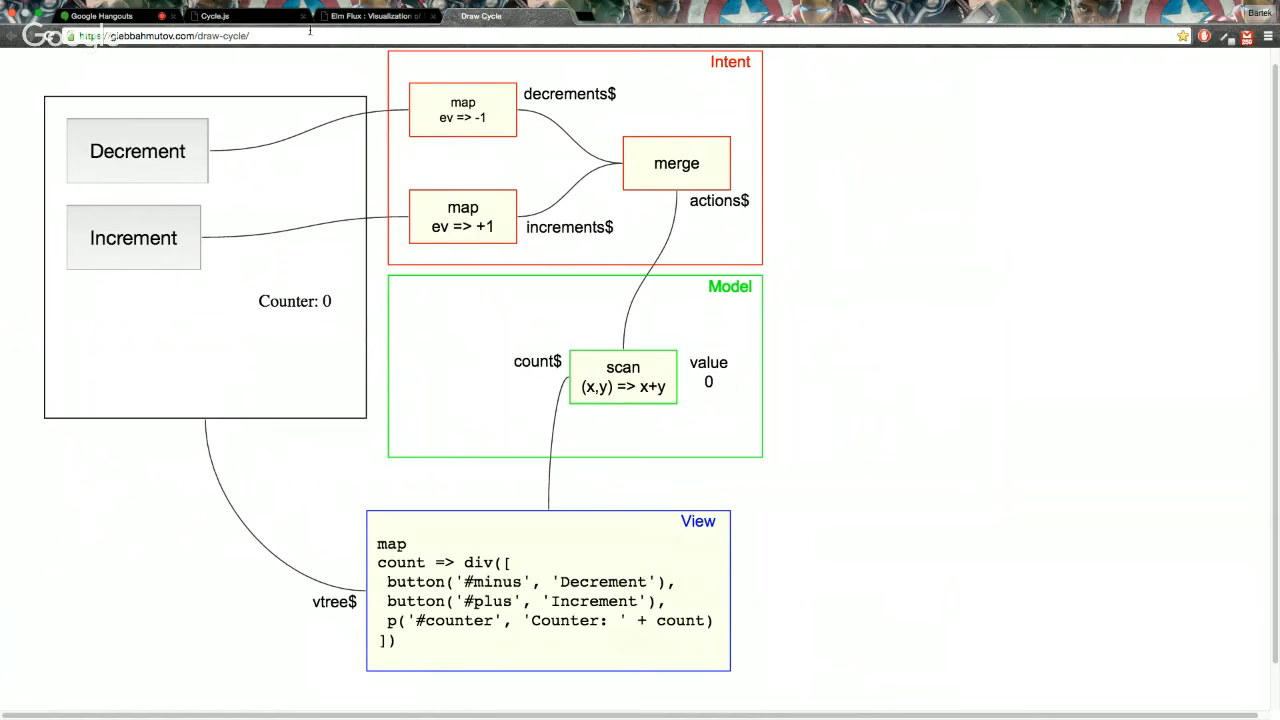 Google Hangouts
Cycle.js
Elm Flux : Visualization of
Draw Cycle
Bartek
Google
https://glebbahmutov.com/draw-cycle/
Intent
map
ev => -1
decrements$
Decrement
merge
actions$
map
ev => +1
increments$
Increment
Model
Counter: 0
count$
scan
(x,y) => x+y
value
0
View
map
count => div([
button('#minus', 'Decrement'),
button('#plus', 'Increment'),
p('#counter', 'Counter: ' + count)
])
vtree$